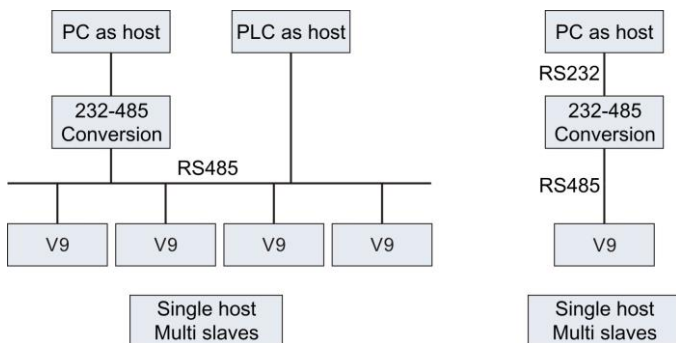 PC as host
PLC as host
232-485
Conversion
RS485
V9
V9
V9
V9
Single host
Multi slaves
PC as host
RS232
232-485
Conversion
RS485
V9
Single host
Multi slaves